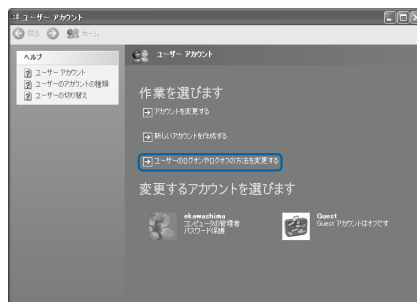 ユーザー アカウント
戻る ホーム
ヘルプ
ユーザー アカウント
ユーザーのアカウントの種類
ユーザーの切り替え
ユーザー アカウント
作業を選びます
アカウントを変更する
新しいアカウントを作成する
ユーザーのログオンやログオフの方法を変更する
変更するアカウントを選びます
ekawashima
コンピュータの管理者
パスワード保護
Guest
Guest アカウントはオフです